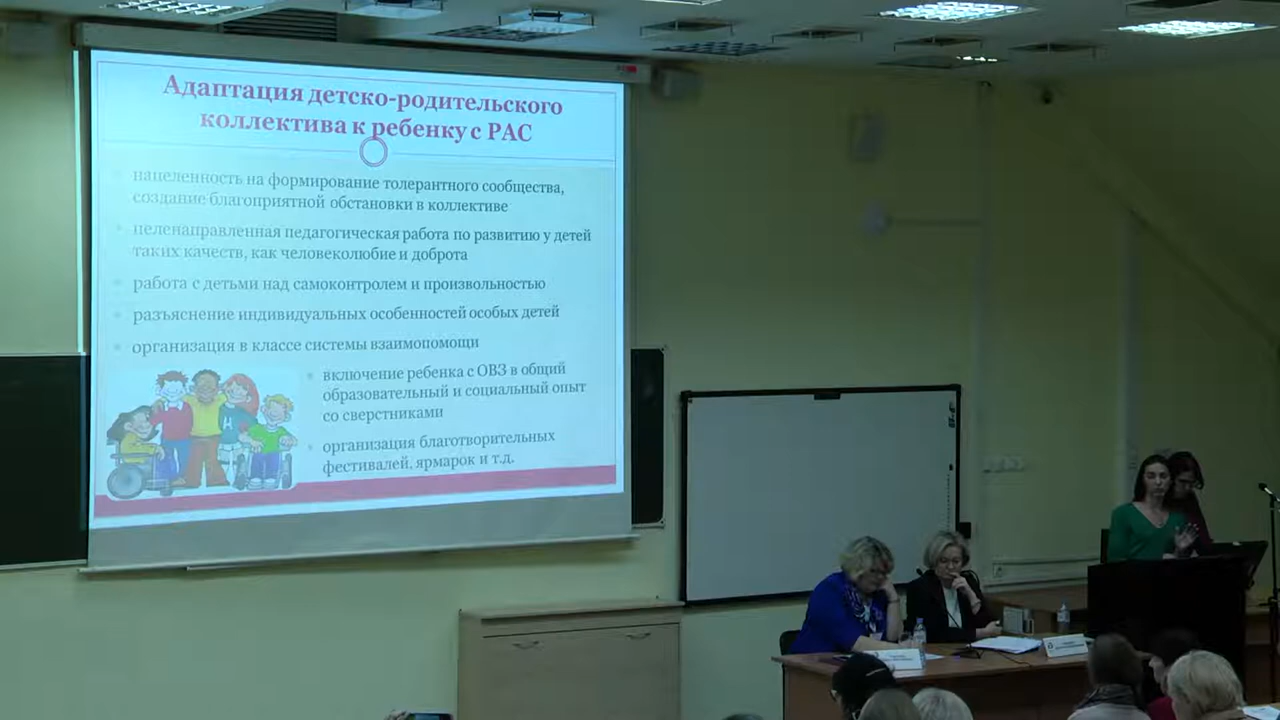 Адаптация детско-родительского
коллектива к ребенку с РАС
нацеленность на формирование толерантного сообщества,
создание благоприятной обстановки в коллективе
целенаправленная педагогическая работа по развитию у детей
таких качеств, как человеколюбие и доброта
работа с детьми над самоконтролем и произвольностью
разъяснение индивидуальных особенностей особых детей
организация в классе системы взаимопомощи
включение ребенка с ОВЗ в общий
образовательный и социальный опыт
со сверстниками
организация благотворительных
фестивалей, ярмарок и т.д.